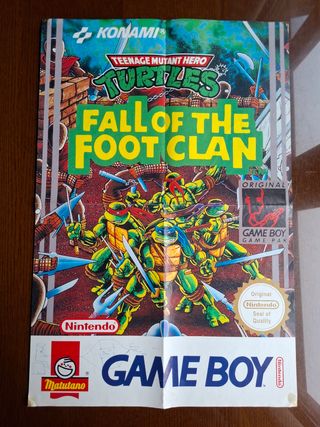 KONAMI
TEENAGE MUTANT HERO
TURTLES
FALL OF THE
FOOT CLAN
ORIGINAL
GAME BOY
GAME PAK
Nintendo
Original
Nintendo
Seal of
Quality
Matutano
GAME BOY
Nintendo